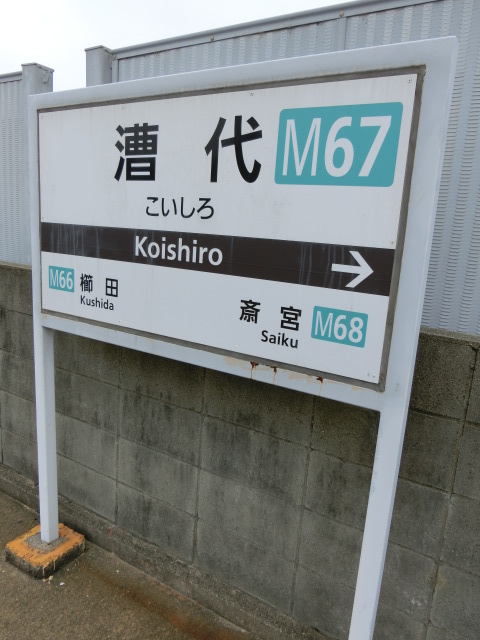 漕代 M67
こいしろ
Koishiro →
M66 櫛田
Kushida
斎宮 M68
Saiku